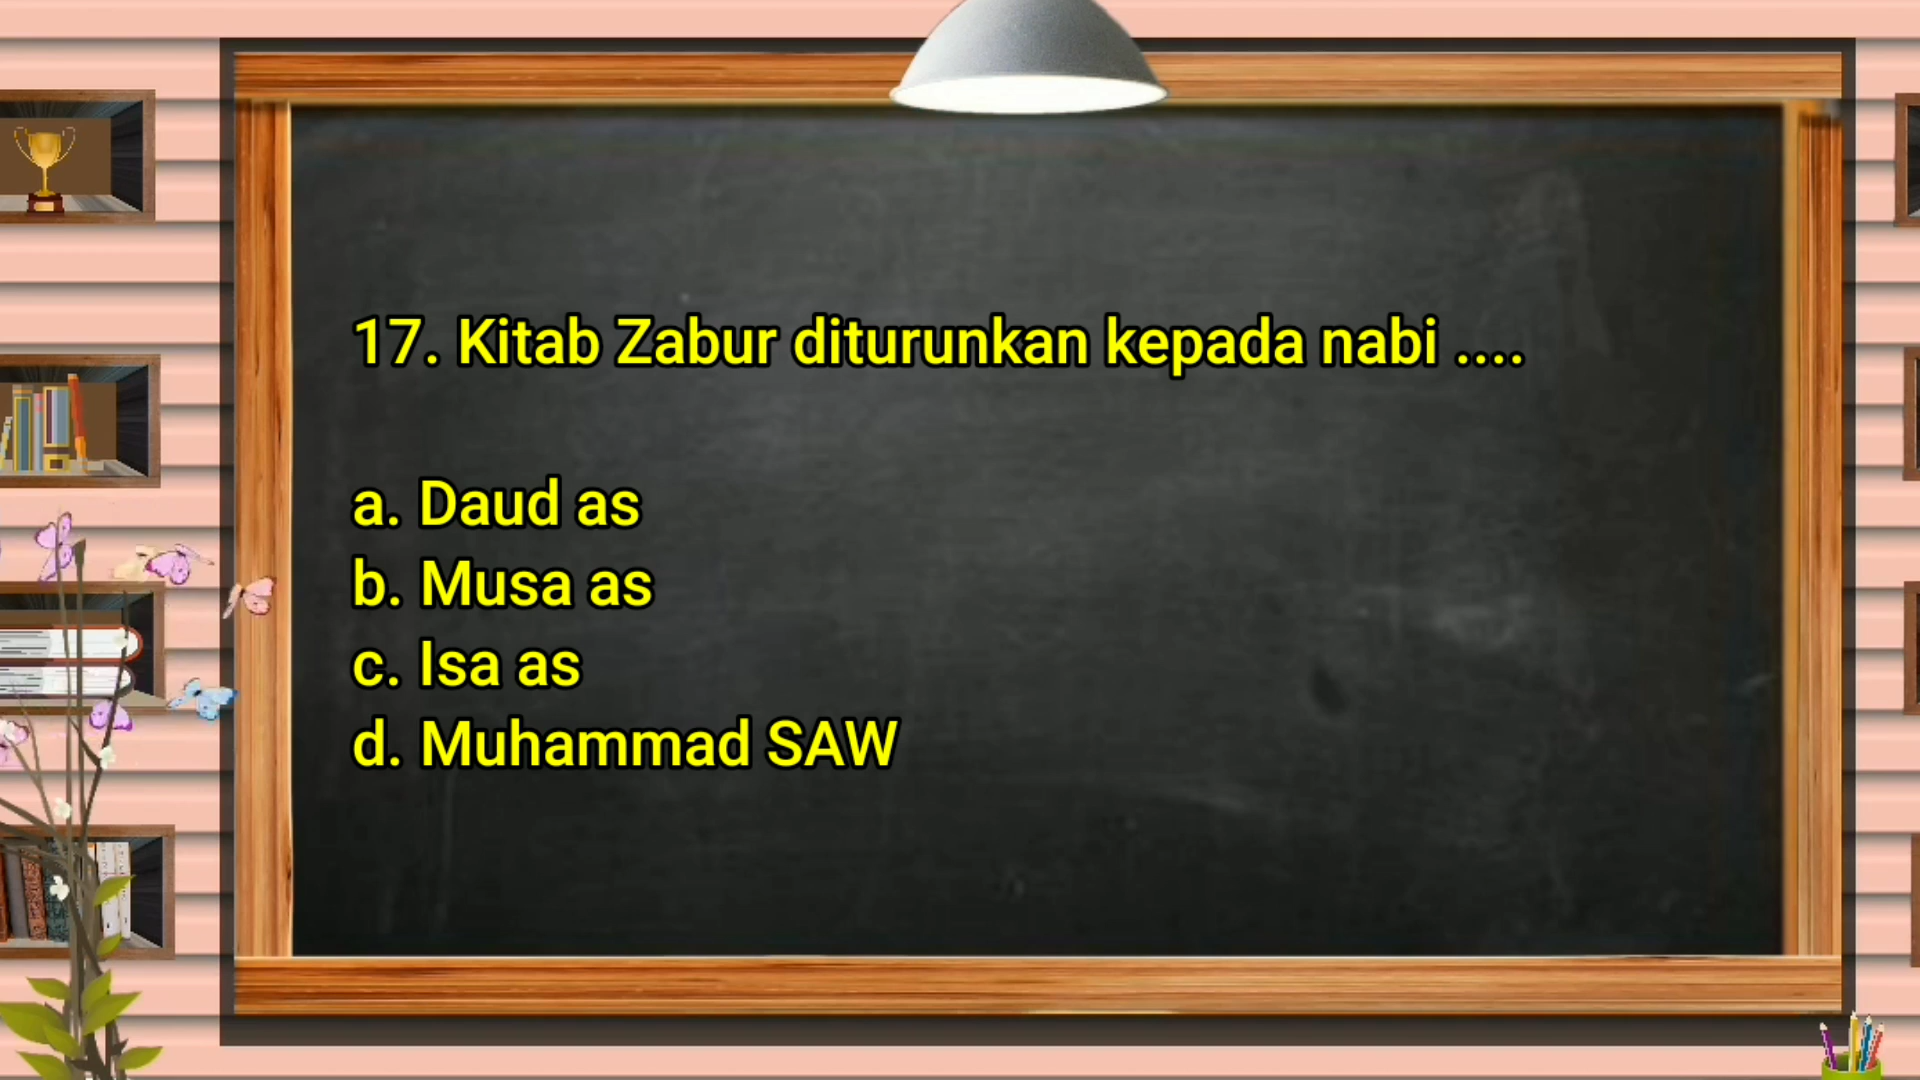 17. Kitab Zabur diturunkan kepada nabi ....
a. Daud as
b. Musa as
c. Isa as
d. Muhammad SAW